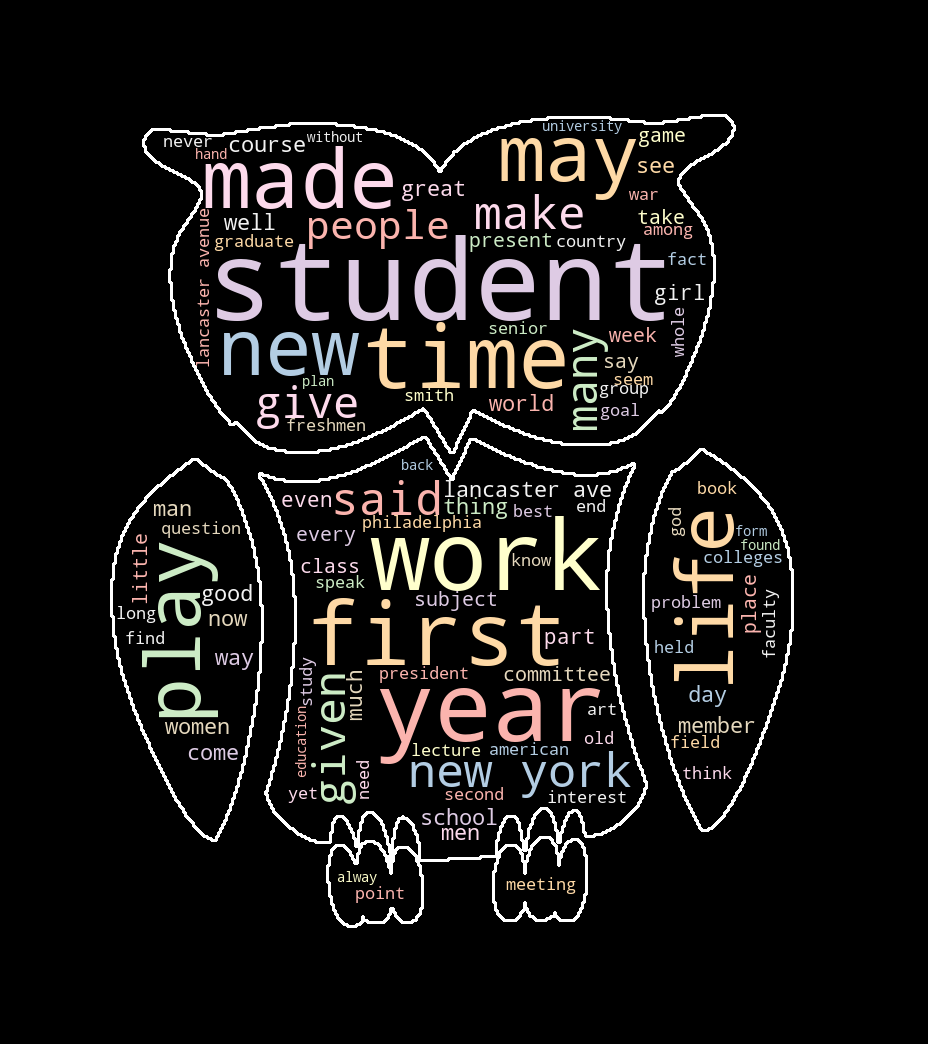 university
never
without
game
course
hand
may
made
see
great
war
make
take
well
people
among
graduate
present
country
lancaster avenue
student
fact
girl
whole
new
time
senior
many
week
say
plan
seem
group
give
smith
world
goal
freshmen
back
said
lancaster ave
even
thing
best
end
philadelphia
every
work
know
class
speak
subject
first
part
president
committee
study
given
much
year
art
education
old
lecture
american
need
new york
yet
second
interest
school
men
man
question
little
play
good
long
now
find
way
women
come
book
god
life
form
found
colleges
problem
place
faculty
held
day
member
field
think
alway
point
meeting